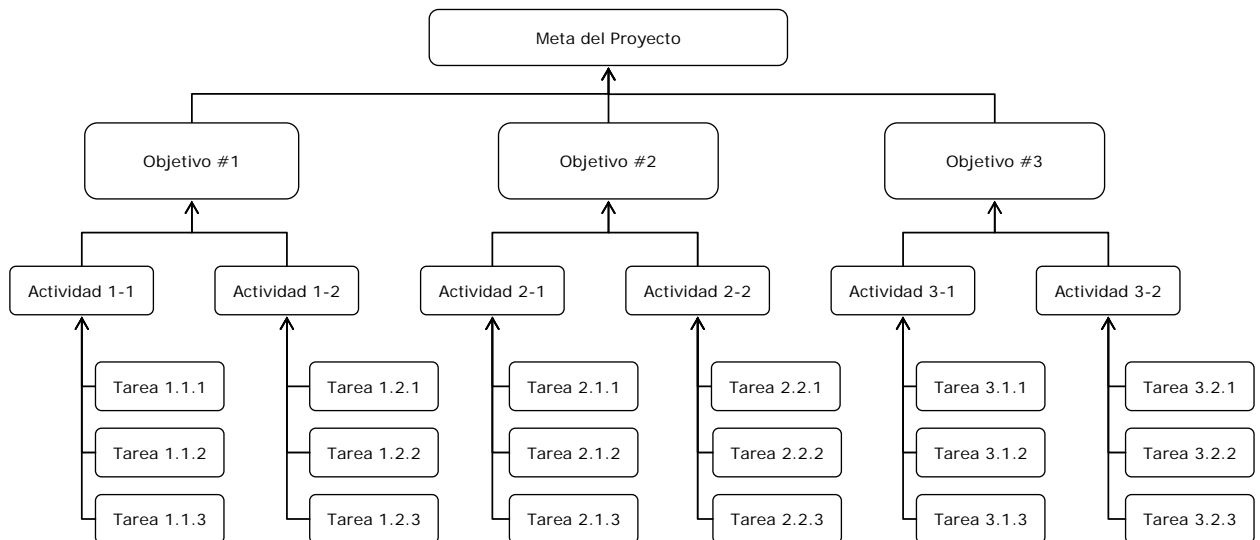 Meta del Proyecto
Objetivo #1
Objetivo #2
Objetivo #3
Actividad 1-1
Actividad 1-2
Actividad 2-1
Actividad 2-2
Actividad 3-1
Actividad 3-2
Tarea 1.1.1
Tarea 1.2.1
Tarea 2.1.1
Tarea 2.2.1
Tarea 3.1.1
Tarea 3.2.1
Tarea 1.1.2
Tarea 1.2.2
Tarea 2.1.2
Tarea 2.2.2
Tarea 3.1.2
Tarea 3.2.2
Tarea 1.1.3
Tarea 1.2.3
Tarea 2.1.3
Tarea 2.2.3
Tarea 3.1.3
Tarea 3.2.3